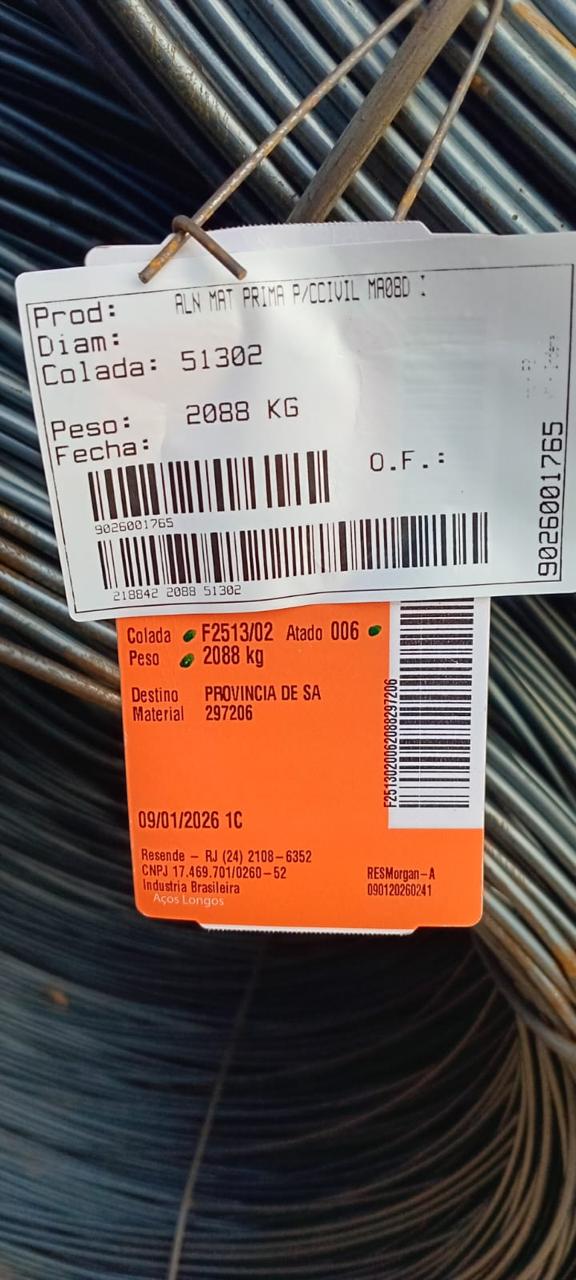 Prod: ALN MAT PRIMA P/CCIVIL MA08D
Diam:
Colada: 51302
Peso: 2088 KG
Fecha:
O.F.:
9026001765
218842 2088 51302
9026001765
Colada F2513/02 Atado 006
Peso 2088 kg
Destino PROVINCIA DE SA
Material 297206
F2513020062088297206
09/01/2026 1C
Resende - RJ (24) 2108-6352
CNPJ 17.469.701/0260-52
Industria Brasileira
Aços Longos
RESMorgan-A
090120260241